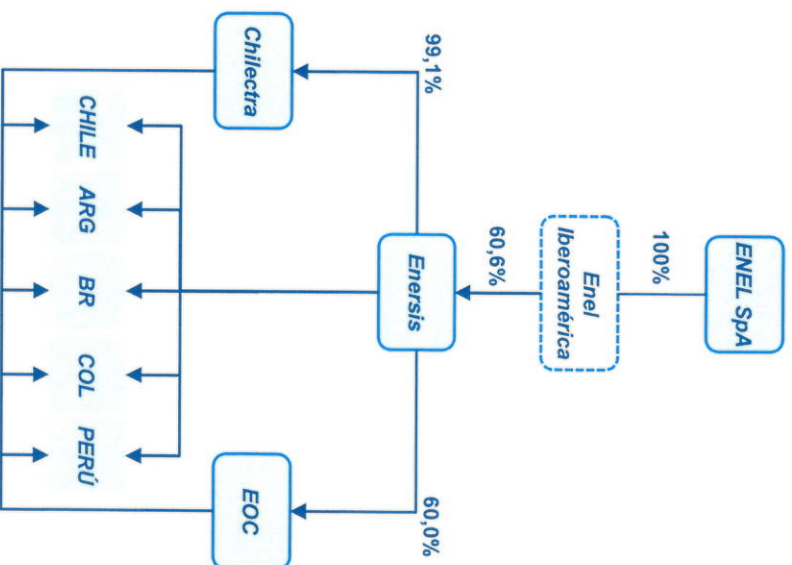 ENEL SpA
100%
Enel
Iberoamérica
60,6%
Enersis
99,1%
60,0%
Chilectra
EOC
CHILE
ARG
BR
COL
PERÚ